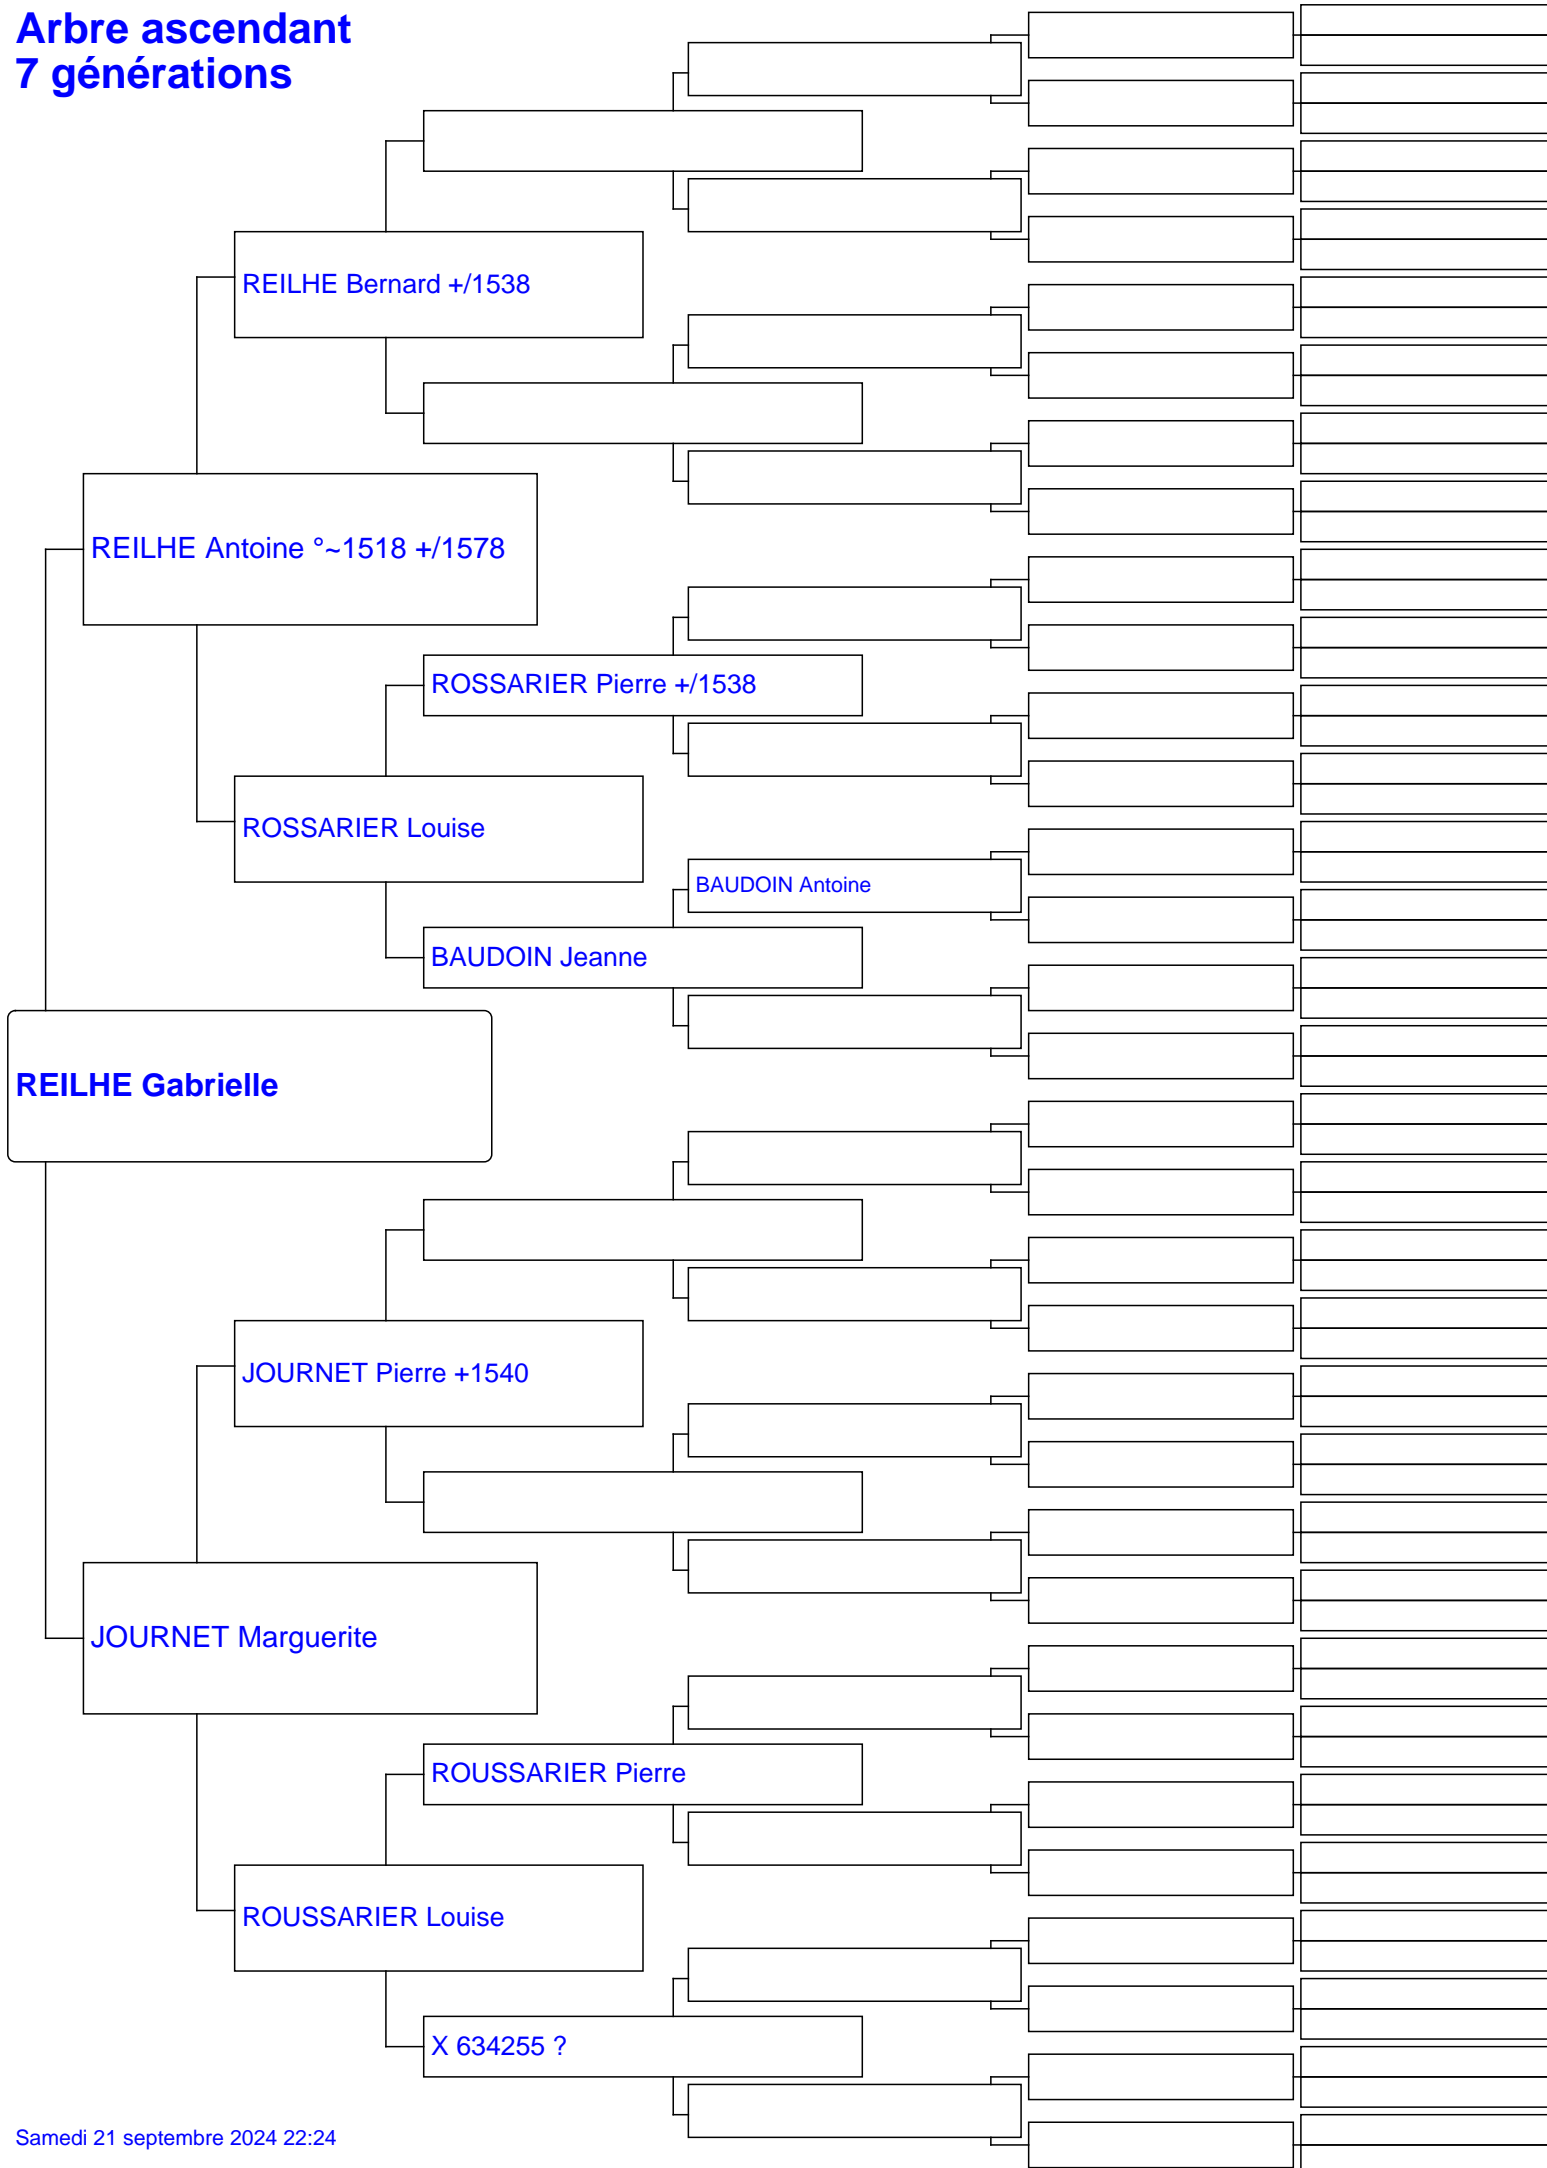 Arbre ascendant
7 générations
REILHE Bernard +/1538
REILHE Antoine °~1518 +/1578
ROSSARIER Pierre +/1538
ROSSARIER Louise
BAUDOIN Antoine
BAUDOIN Jeanne
REILHE Gabrielle
JOURNET Pierre +1540
JOURNET Marguerite
ROUSSARIER Pierre
ROUSSARIER Louise
X 634255 ?
Samedi 21 septembre 2024 22:24